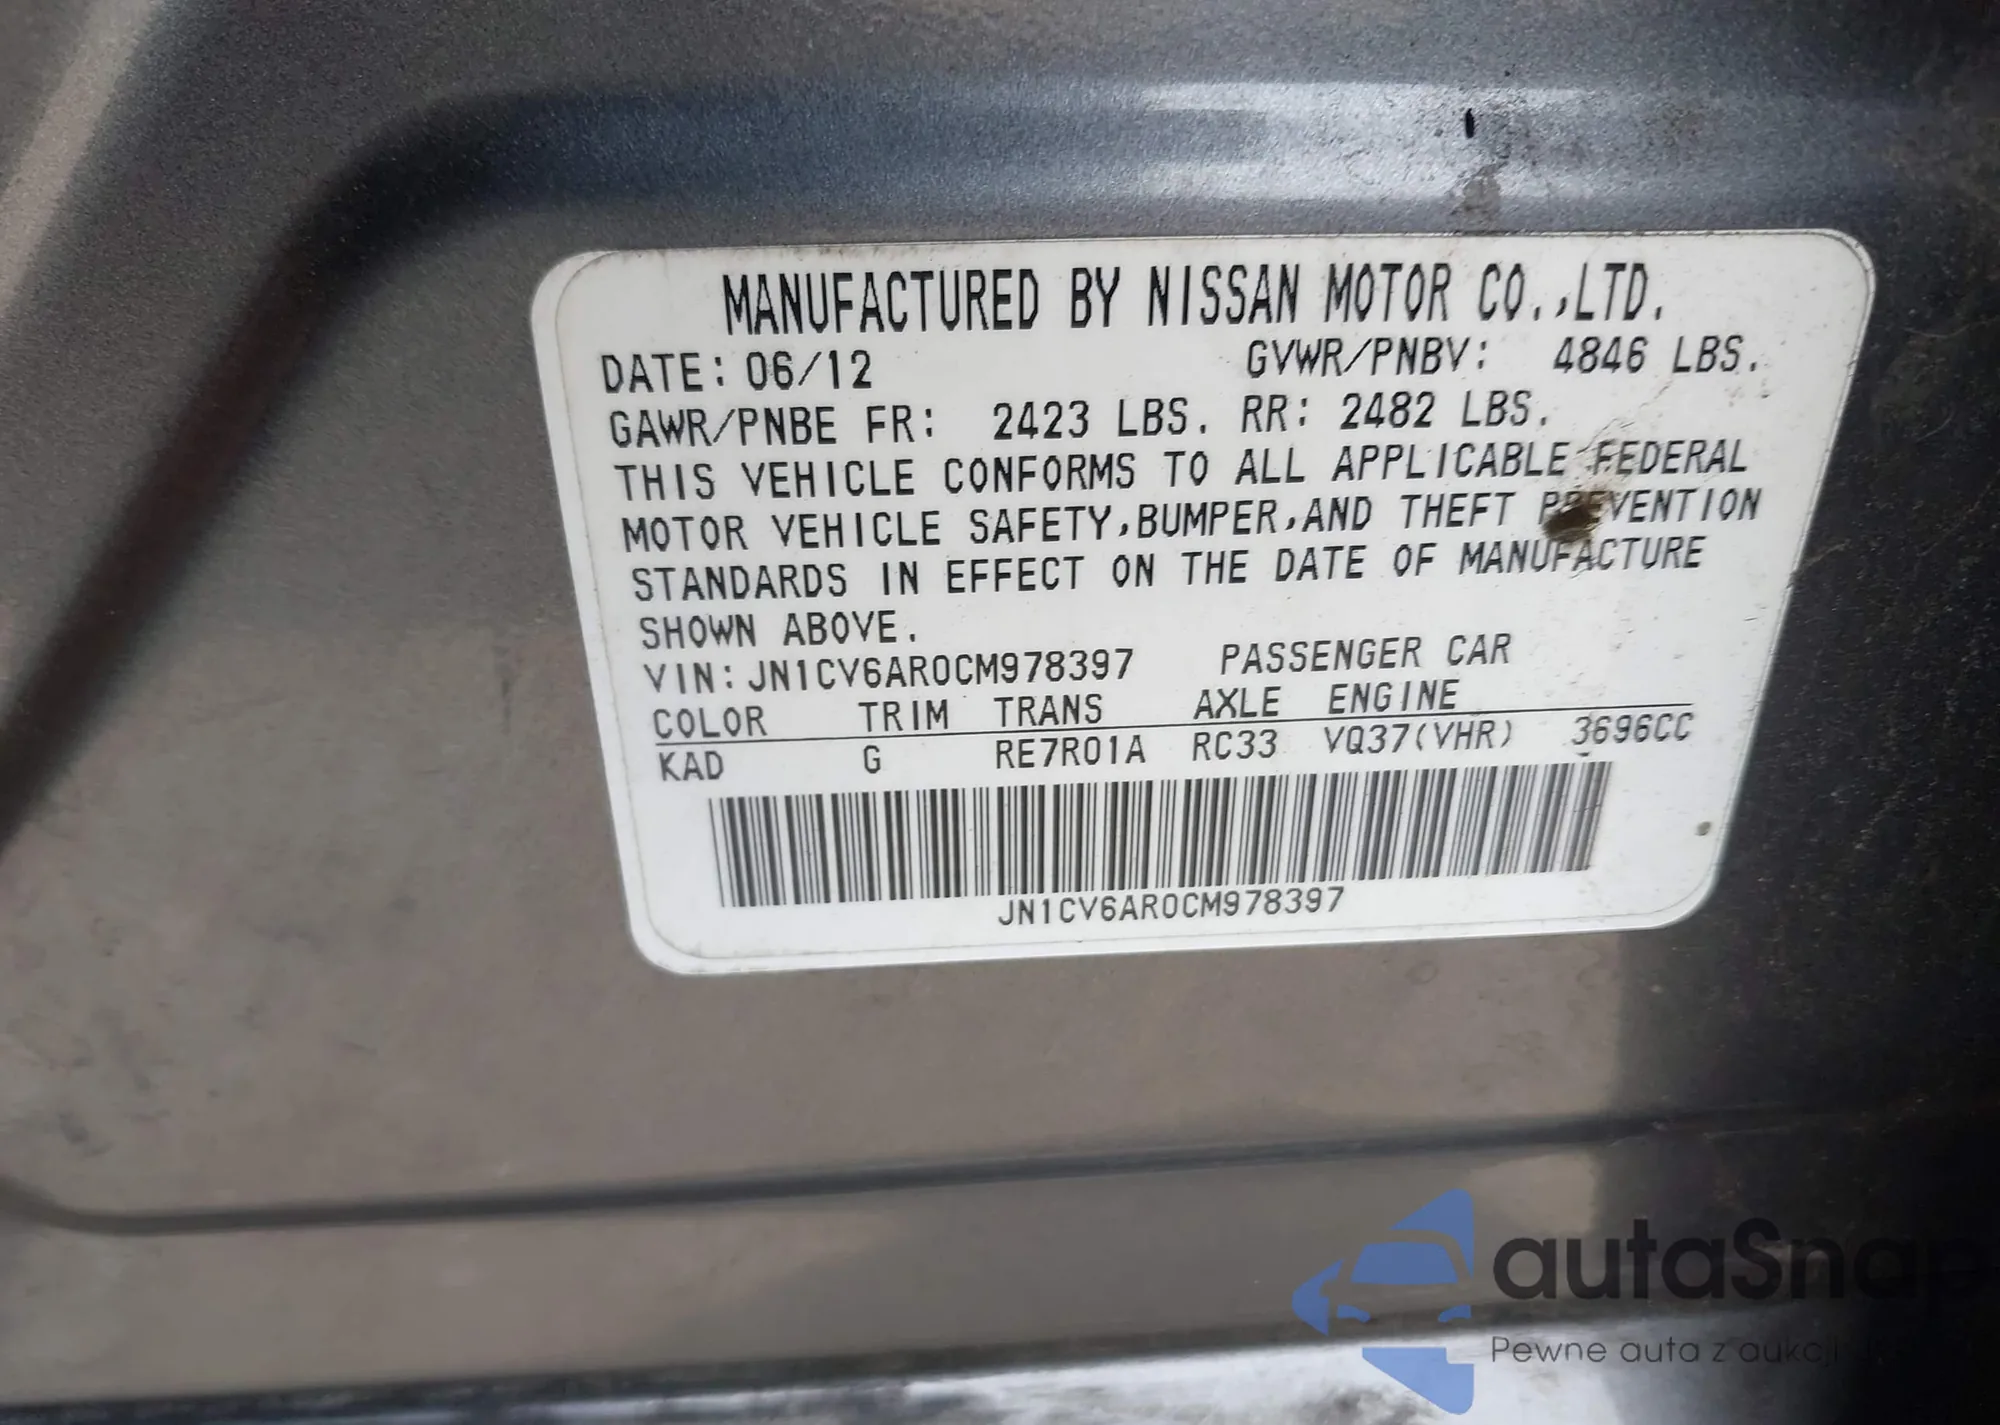 MANUFACTURED BY NISSAN MOTOR CO.,LTD.
DATE: 06/12 GVWR/PNBV: 4846 LBS.
GAWR/PNBE FR: 2423 LBS. RR: 2482 LBS.
THIS VEHICLE CONFORMS TO ALL APPLICABLE FEDERAL
MOTOR VEHICLE SAFETY,BUMPER,AND THEFT PREVENTION
STANDARDS IN EFFECT ON THE DATE OF MANUFACTURE
SHOWN ABOVE.
VIN: JN1CV6AR0CM978397 PASSENGER CAR
COLOR TRIM TRANS AXLE ENGINE
KAD G RE7R01A RC33 VQ37(VHR) 3696CC
JN1CV6AR0CM978397
autaSnap
Pewne auta z aukcji